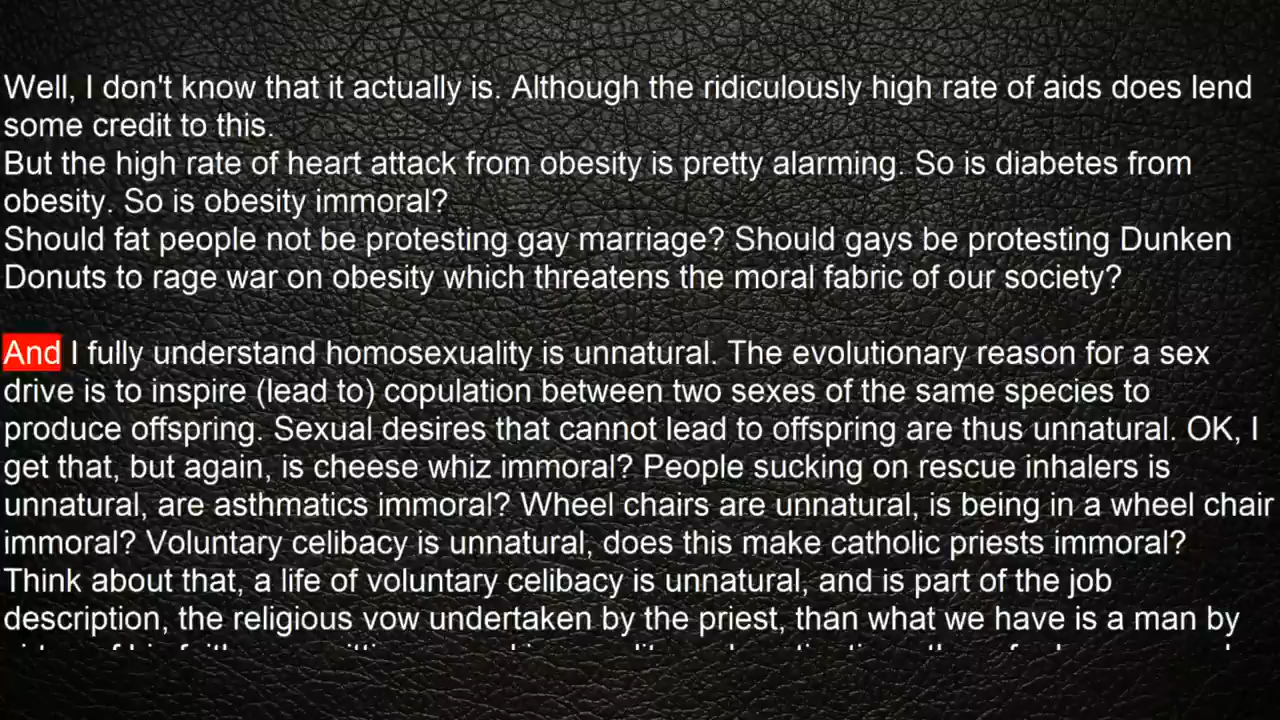 Well, I don't know that it actually is. Although the ridiculously high rate of aids does lend
some credit to this.
But the high rate of heart attack from obesity is pretty alarming. So is diabetes from
obesity. So is obesity immoral?
Should fat people not be protesting gay marriage? Should gays be protesting Dunken
Donuts to rage war on obesity which threatens the moral fabric of our society?
And I fully understand homosexuality is unnatural. The evolutionary reason for a sex
drive is to inspire (lead to) copulation between two sexes of the same species to
produce offspring. Sexual desires that cannot lead to offspring are thus unnatural. OK, I
get that, but again, is cheese whiz immoral? People sucking on rescue inhalers is
unnatural, are asthmatics immoral? Wheel chairs are unnatural, is being in a wheel chair
immoral? Voluntary celibacy is unnatural, does this make catholic priests immoral?
Think about that, a life of voluntary celibacy is unnatural, and is part of the job
description, the religious vow undertaken by the priest, than what we have is a man by